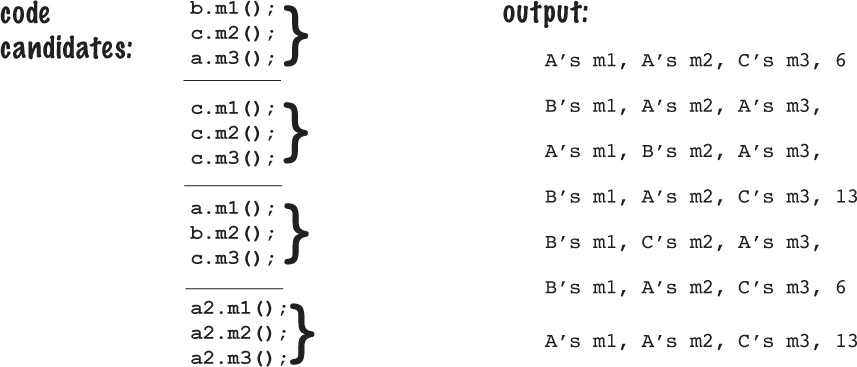 code
candidates:
b.m1();
c.m2();
a.m3();
c.m1();
c.m2();
c.m3();
a.m1();
b.m2();
c.m3();
a2.m1();
a2.m2();
a2.m3();
output:
A’s m1, A’s m2, C’s m3, 6
B’s m1, A’s m2, A’s m3,
A’s m1, B’s m2, A’s m3,
B’s m1, A’s m2, C’s m3, 13
B’s m1, C’s m2, A’s m3,
B’s m1, A’s m2, C’s m3, 6
A’s m1, A’s m2, C’s m3, 13